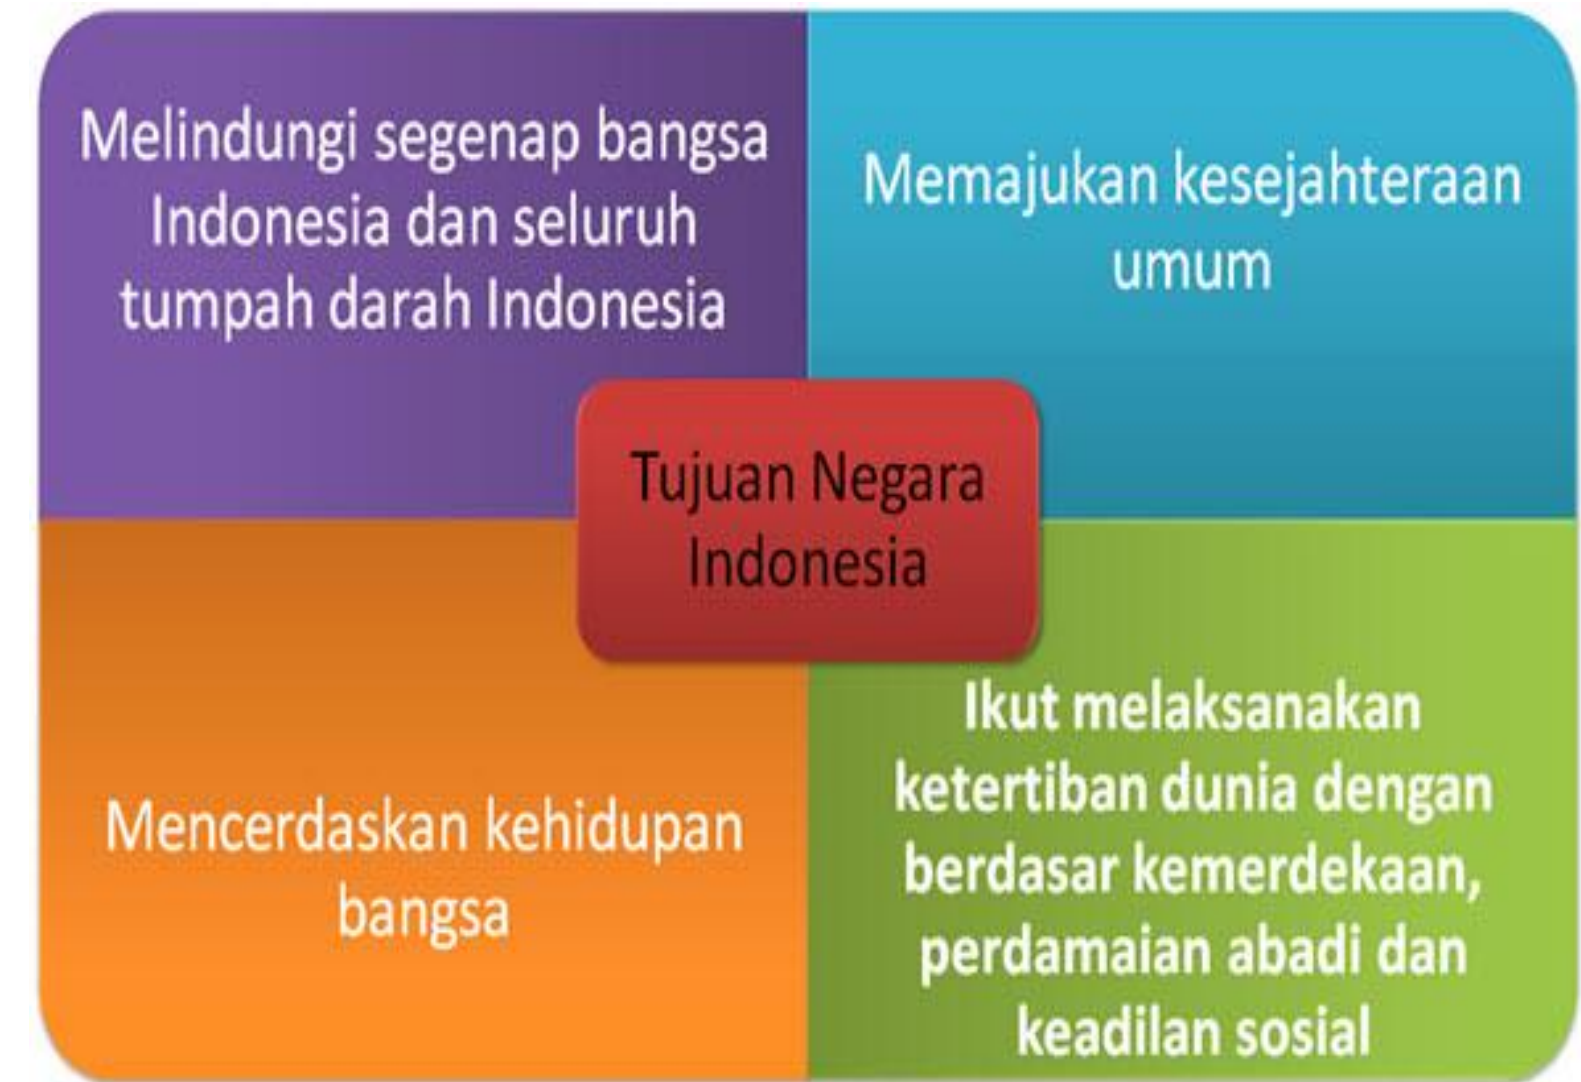 Melindungi segenap bangsa
Indonesia dan seluruh
tumpah darah Indonesia
Memajukan kesejahteraan
umum
Tujuan Negara
Indonesia
Mencerdaskan kehidupan
bangsa
Ikut melaksanakan
ketertiban dunia dengan
berdasar kemerdekaan,
perdamaian abadi dan
keadilan sosial